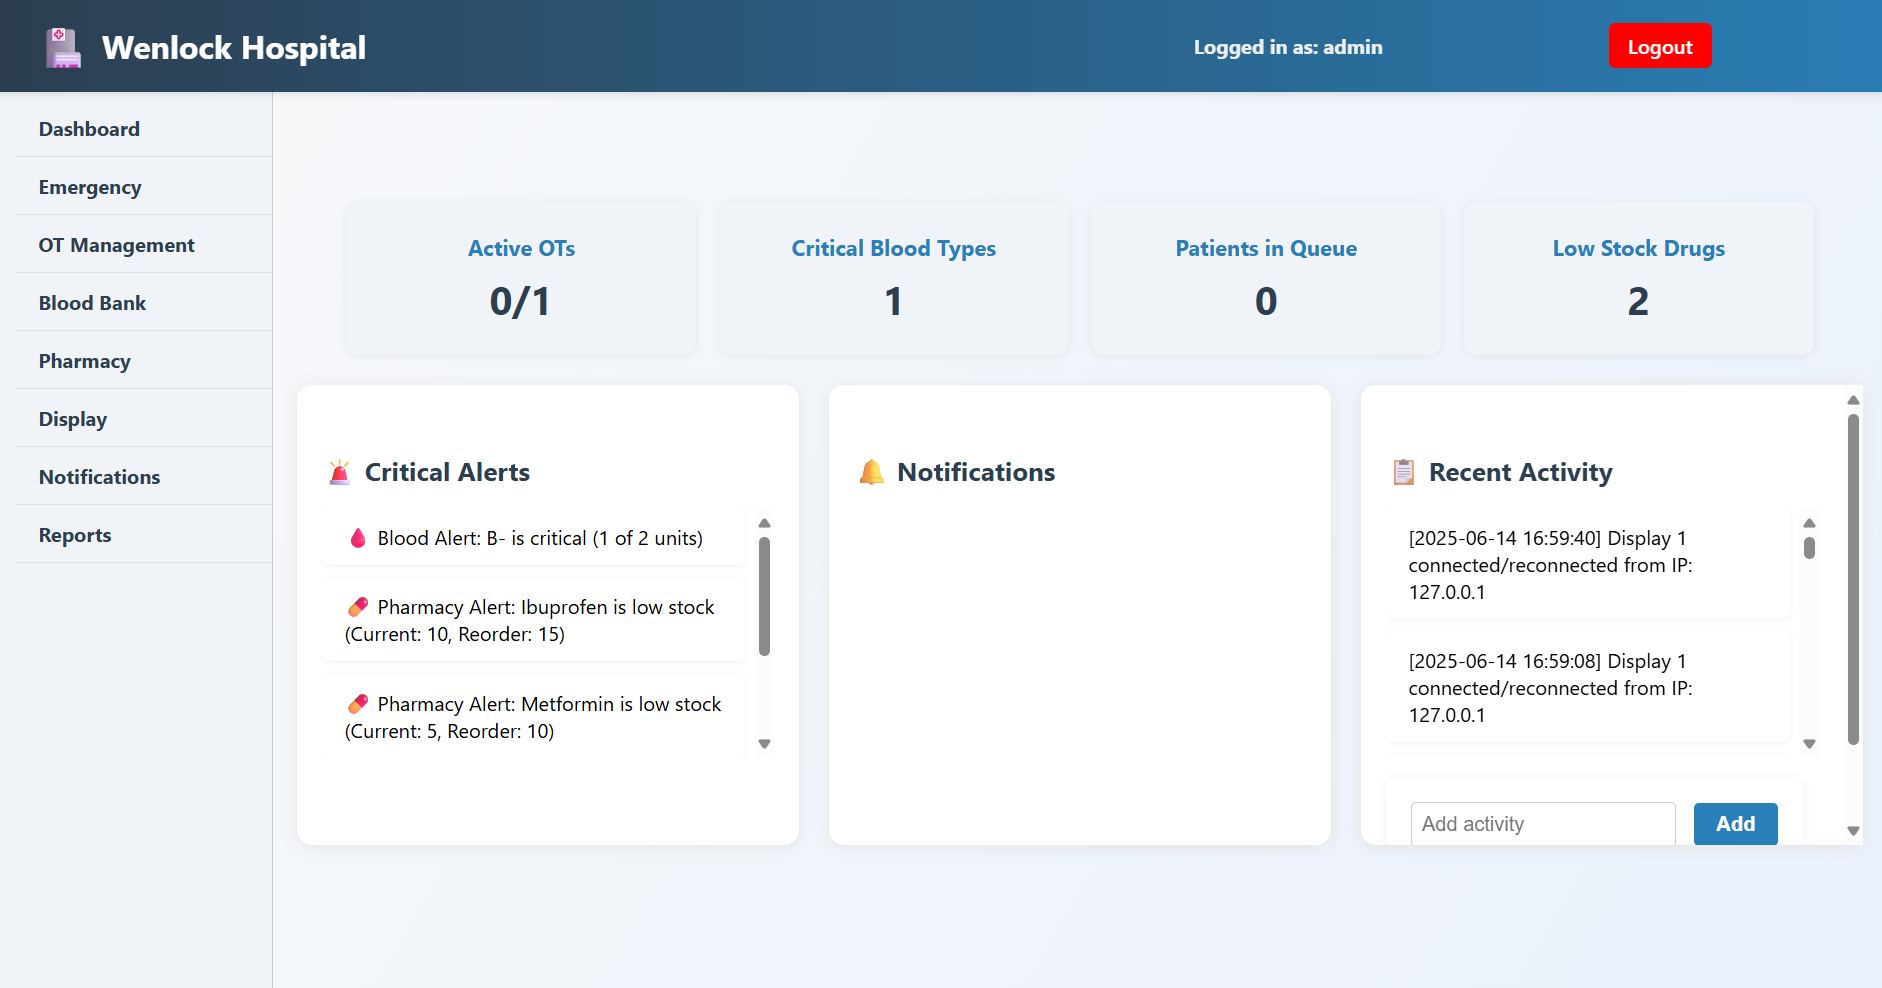 Wenlock Hospital
Logged in as: admin
Logout
Dashboard
Emergency
OT Management
Blood Bank
Pharmacy
Display
Notifications
Reports
Active OTs
0/1
Critical Blood Types
1
Patients in Queue
0
Low Stock Drugs
2
Critical Alerts
Blood Alert: B- is critical (1 of 2 units)
Pharmacy Alert: Ibuprofen is low stock
(Current: 10, Reorder: 15)
Pharmacy Alert: Metformin is low stock
(Current: 5, Reorder: 10)
Notifications
Recent Activity
[2025-06-14 16:59:40] Display 1
connected/reconnected from IP:
127.0.0.1
[2025-06-14 16:59:08] Display 1
connected/reconnected from IP:
127.0.0.1
Add activity
Add